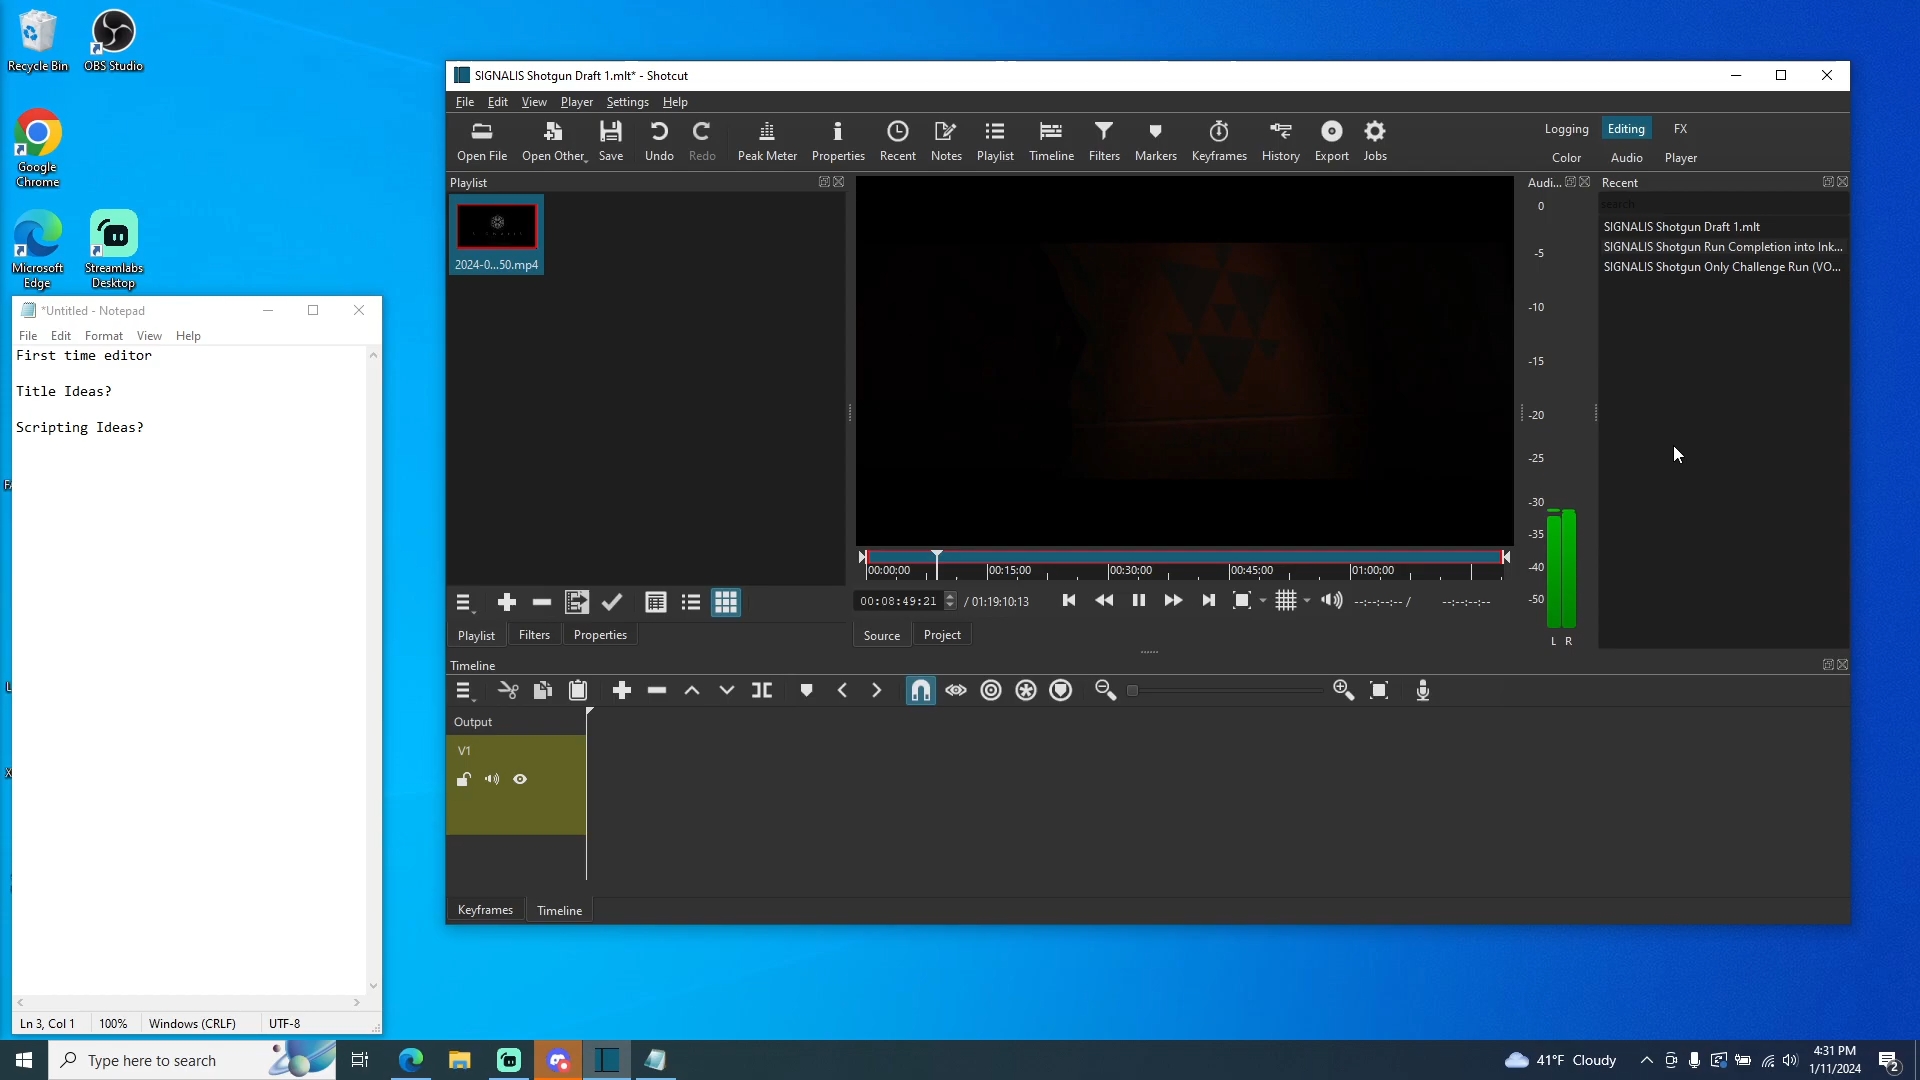 Recycle Bin
OBS Studio
Google
Chrome
Microsoft
Edge
Streamlabs
Desktop
*Untitled - Notepad
File Edit Format View Help
First time editor
Title Ideas?
Scripting Ideas?
Ln 3, Col 1 100% Windows (CRLF) UTF-8
SIGNALIS Shotgun Draft 1.mlt* - Shotcut
File Edit View Player Settings Help
Open File Open Other Save Undo Redo Peak Meter Properties Recent Notes Playlist Timeline Filters Markers Keyframes History Export Jobs
Logging Editing FX
Color Audio Player
Playlist
2024-0...50.mp4
Audi...
0
-5
-10
-15
-20
-25
-30
-35
-40
-50
L R
Recent
search
SIGNALIS Shotgun Draft 1.mlt
SIGNALIS Shotgun Run Completion into Ink...
SIGNALIS Shotgun Only Challenge Run (VO...
00:00:00 00:15:00 00:30:00 00:45:00 01:00:00
00:08:49:21 / 01:19:10:13 --:--:--:-- / --:--:--:--
Playlist Filters Properties
Source Project
Timeline
Output
V1
Keyframes Timeline
Type here to search
41°F Cloudy
4:31 PM
1/11/2024
2